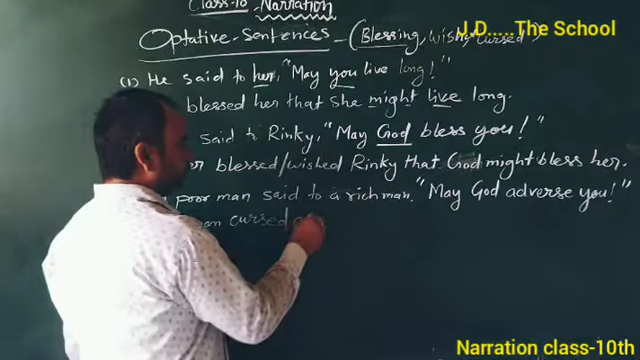 Class-10 Narration
J.D.....The School
Optative-Sentences - (Blessing, wish, cursed)
(1) He said to her, "May you live long!"
blessed her that she might live long.
said to Rinky, "May God bless you!"
blessed/wished Rinky that God might bless her.
poor man said to a rich man, "May God adverse you!"
cursed
Narration class-10th